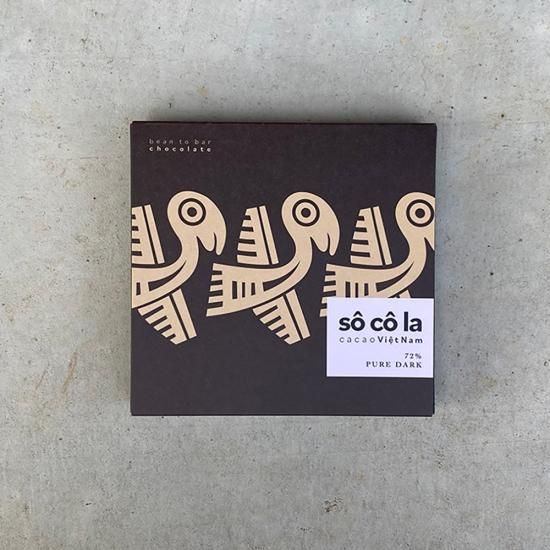 bean to bar
chocolate
sô cô la
cacao Việt Nam
72%
PURE DARK